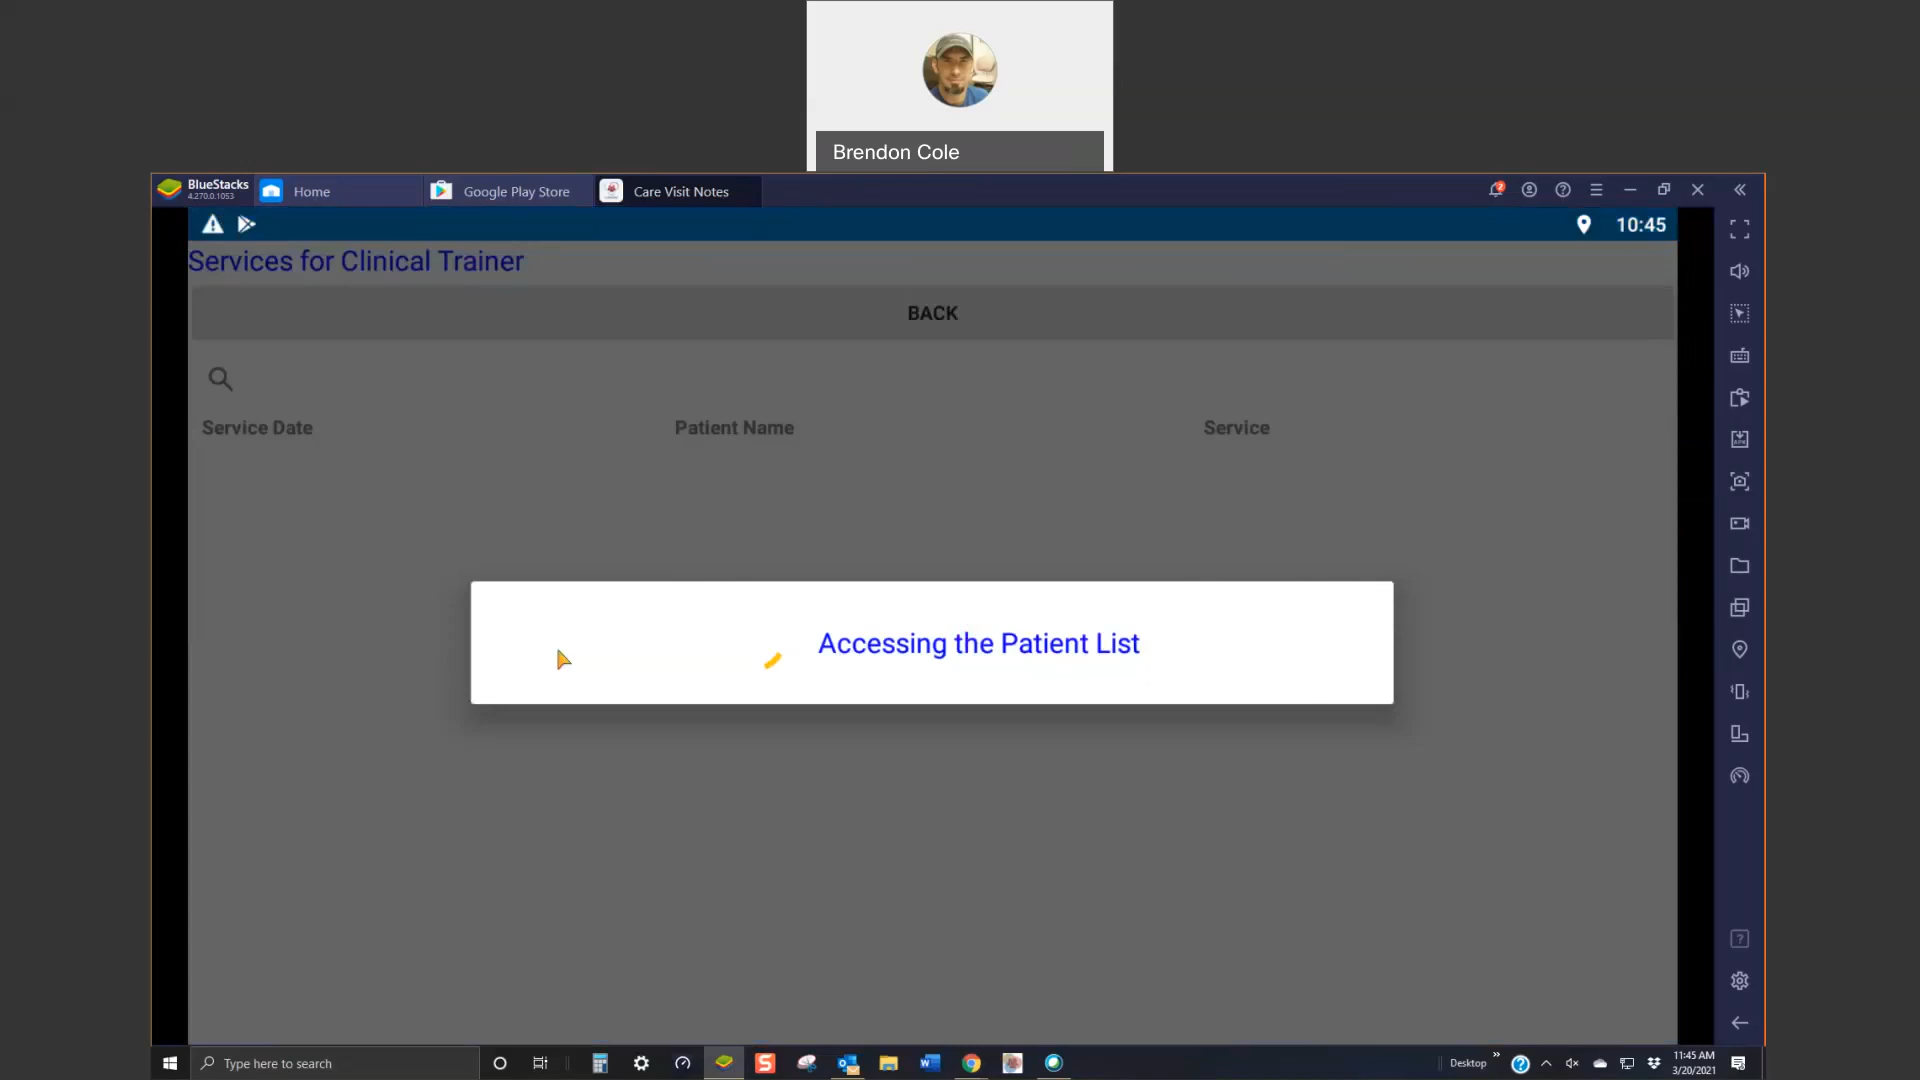 Brendon Cole
BlueStacks
4.270.0.1053
Home
Google Play Store
Care Visit Notes
2
10:45
Services for Clinical Trainer
BACK
Service Date
Patient Name
Service
Accessing the Patient List
Type here to search
Desktop
11:45 AM
3/20/2021